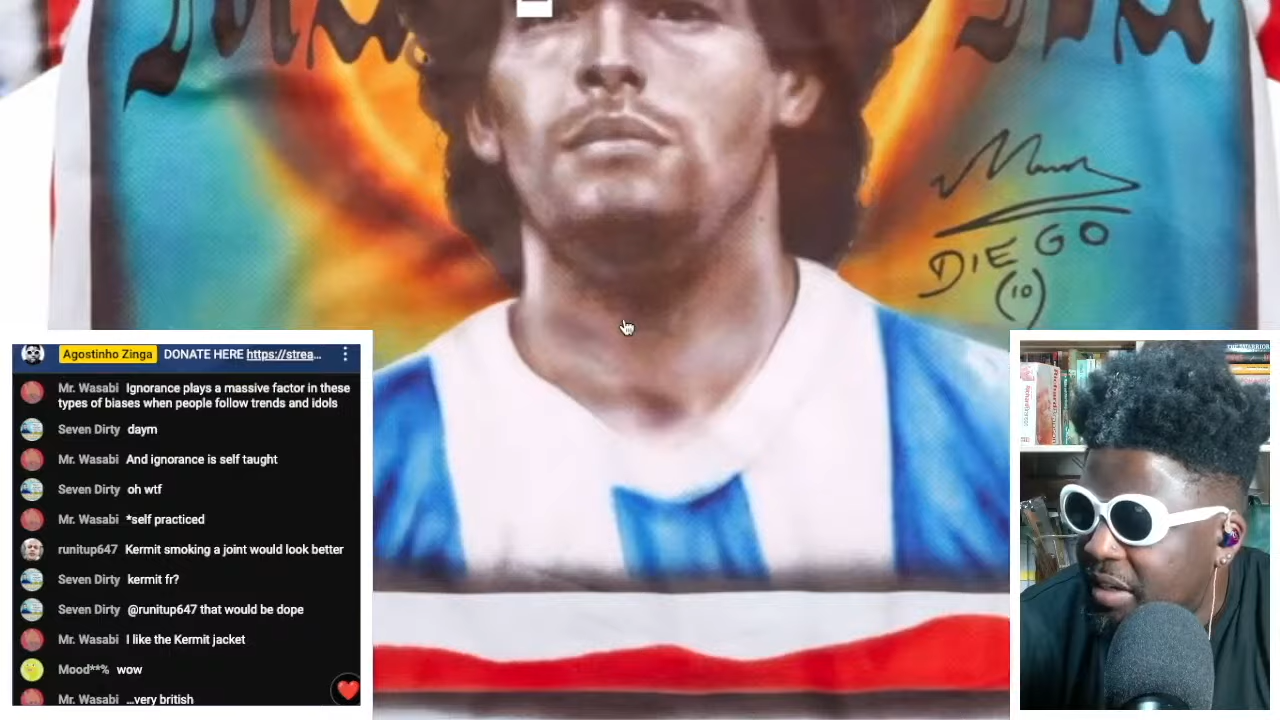 DIEGO
(10)
Agostinho Zinga DONATE HERE https://strea...
Mr. Wasabi Ignorance plays a massive factor in these
types of biases when people follow trends and idols
Seven Dirty daym
Mr. Wasabi And ignorance is self taught
Seven Dirty oh wtf
Mr. Wasabi *self practiced
runitup647 Kermit smoking a joint would look better
Seven Dirty kermit fr?
Seven Dirty @runitup647 that would be dope
Mr. Wasabi I like the Kermit jacket
Mood**% wow
Mr. Wasabi ...very british